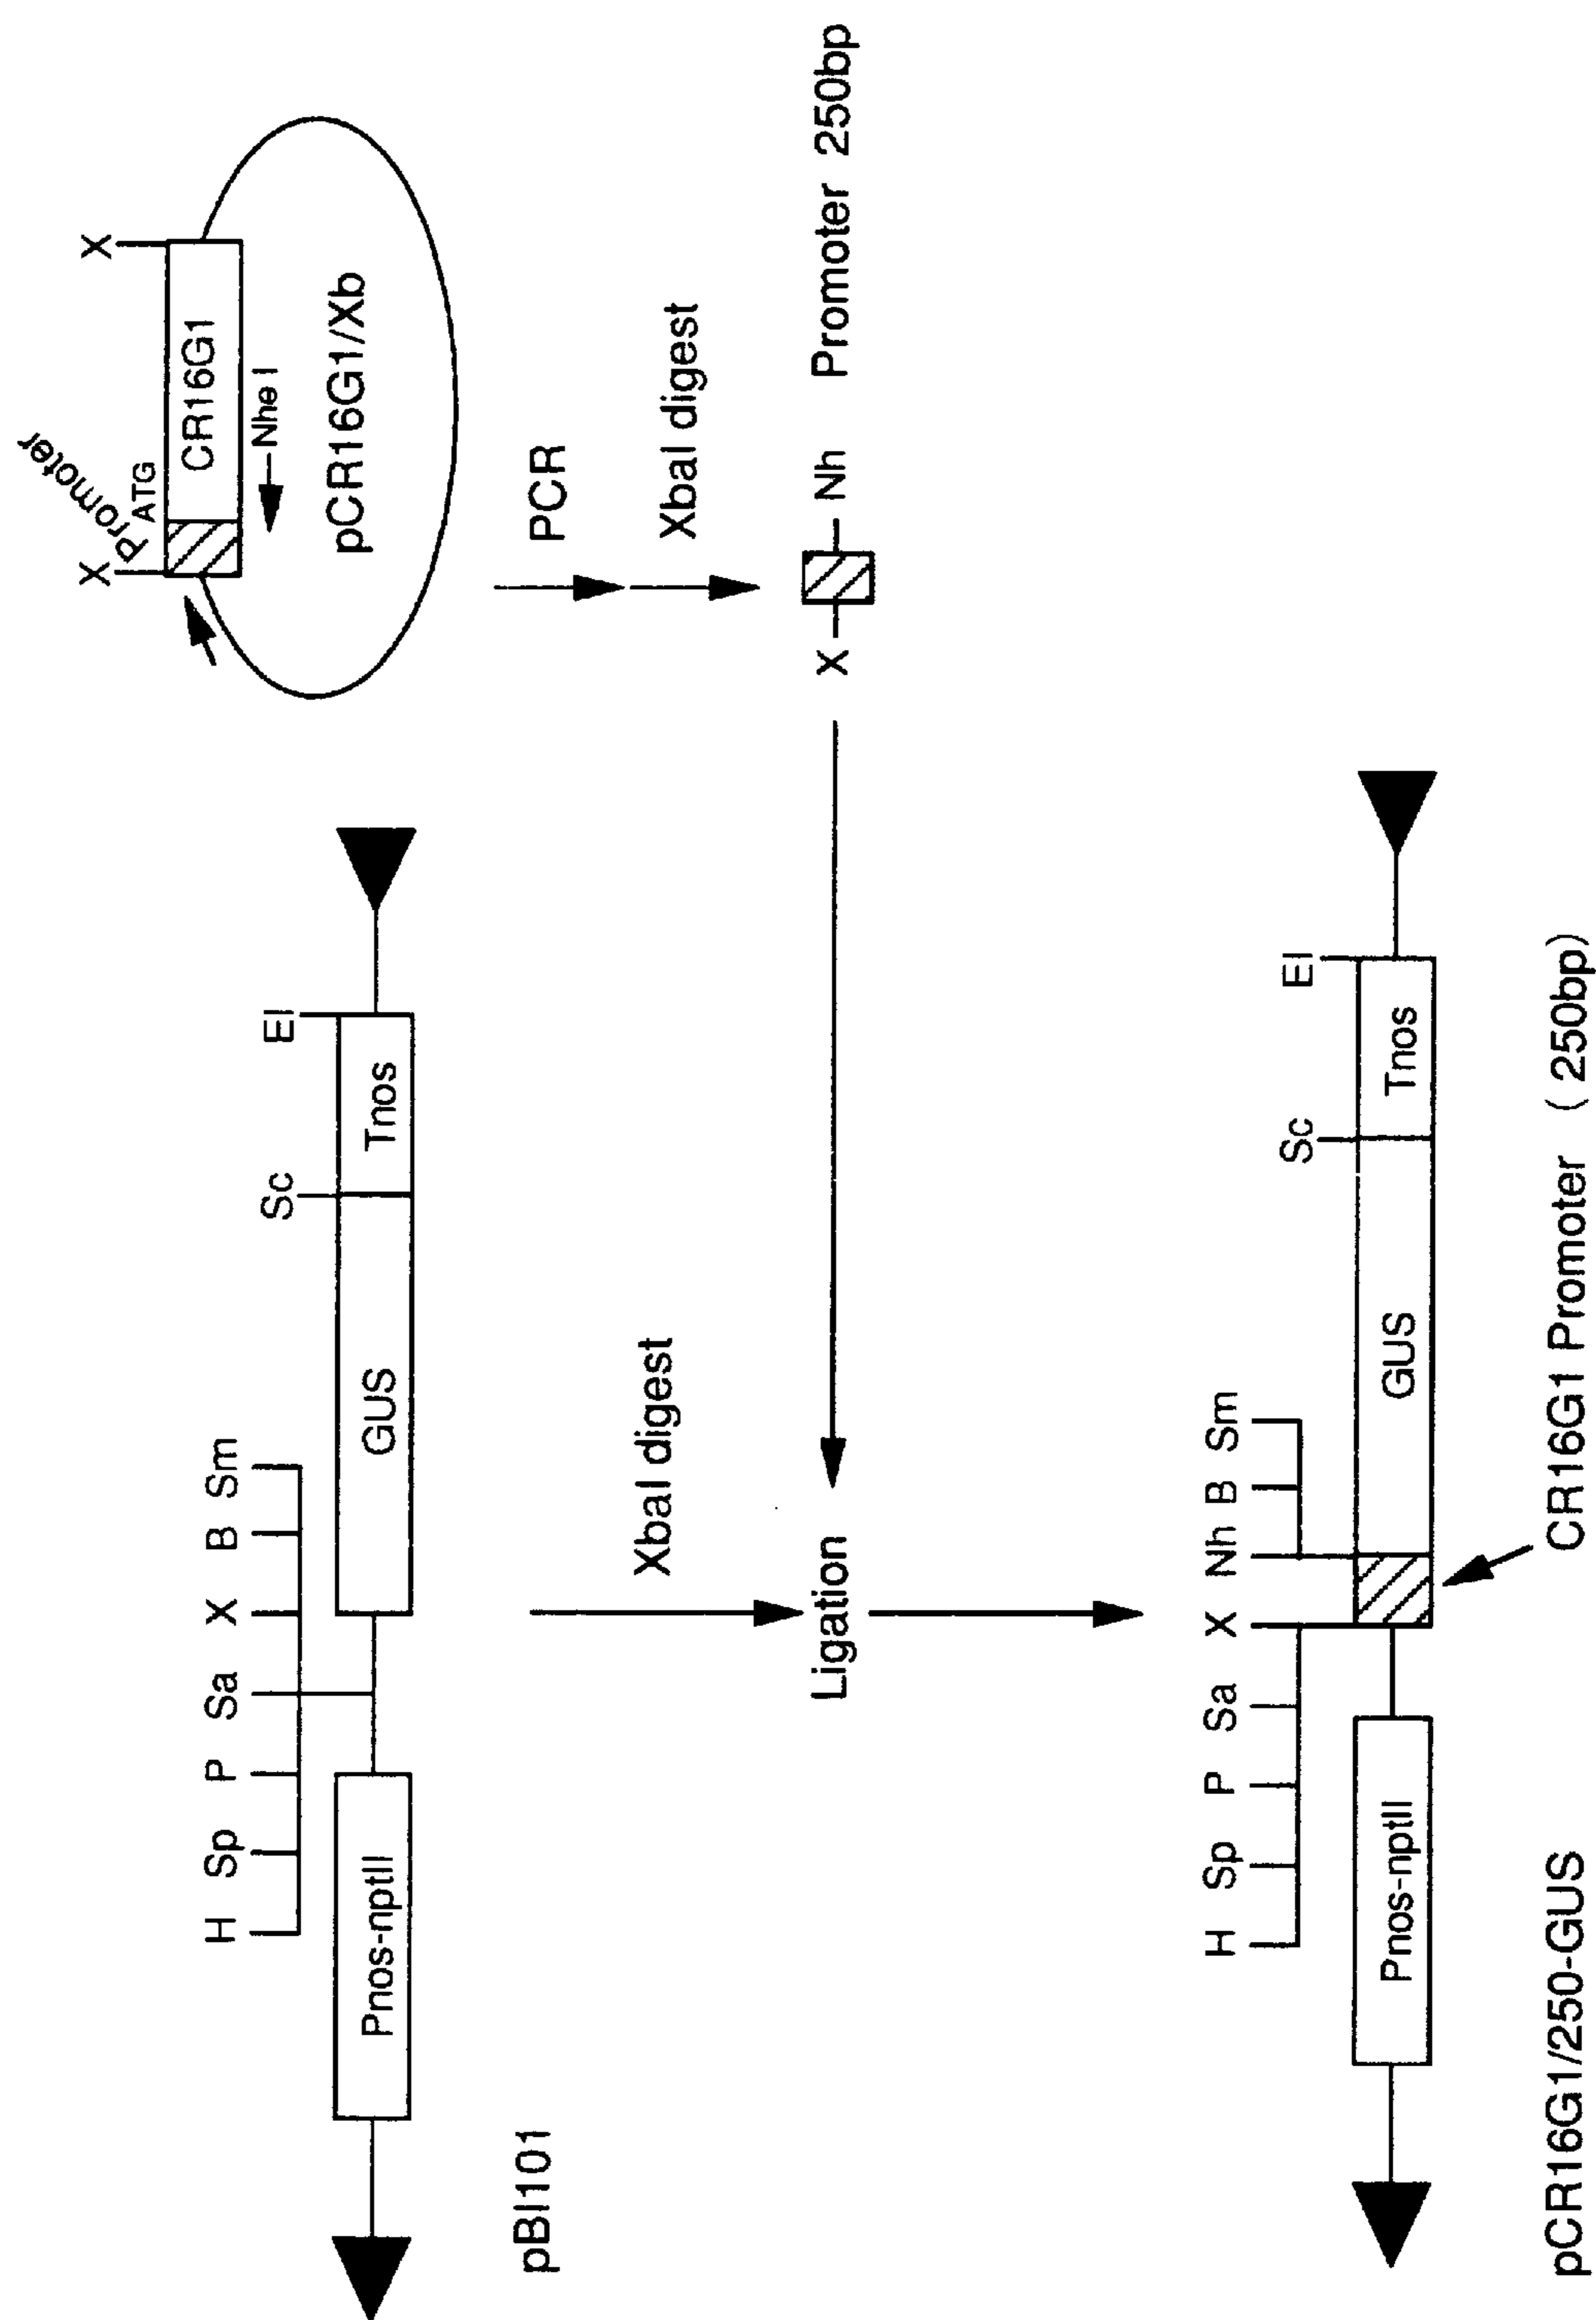 H Sp P Sa X B Sm
Sc
EI
Pnos-nptII
GUS
Tnos
pBI101
X
Promoter
ATG
X
CR16G1
Nhe I
pCR16G1/Xb
PCR
XbaI digest
XbaI digest
X
Nh
Promoter 250bp
Ligation
H Sp P Sa X Nh B Sm
Sc
EI
Pnos-nptII
GUS
Tnos
pCR16G1/250-GUS
CR16G1 Promoter (250bp)